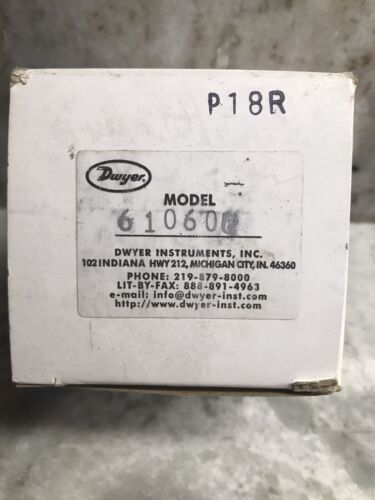 P18R
Dwyer.
MODEL
DWYER INSTRUMENTS, INC.
102 INDIANA HWY 212, MICHIGAN CITY, IN. 46360
PHONE: 219-879-8000
LIT-BY-FAX: 888-891-4963
e-mail: info@dwyer-inst.com
http://www.dwyer-inst.com